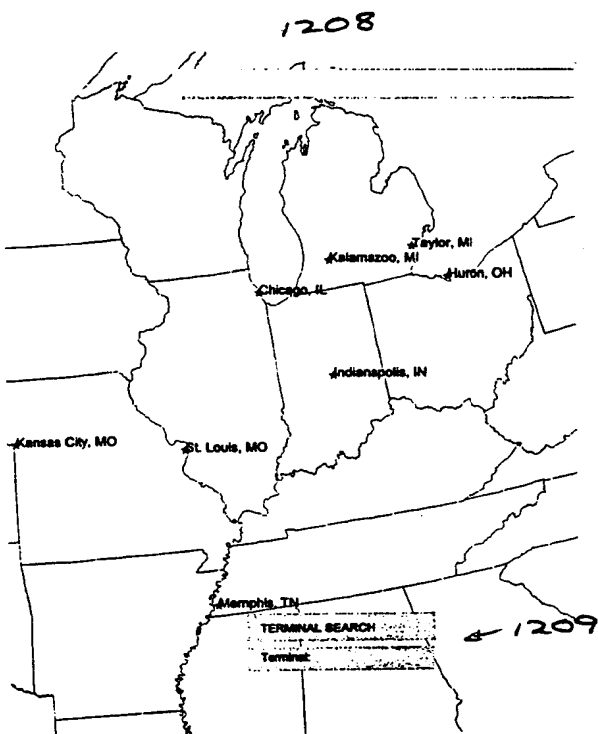 1208
Taylor, MI
Kalamazoo, MI
Huron, OH
Chicago, IL
Indianapolis, IN
Kansas City, MO
St. Louis, MO
Memphis, TN
TERMINAL SEARCH
1209
Terminal: